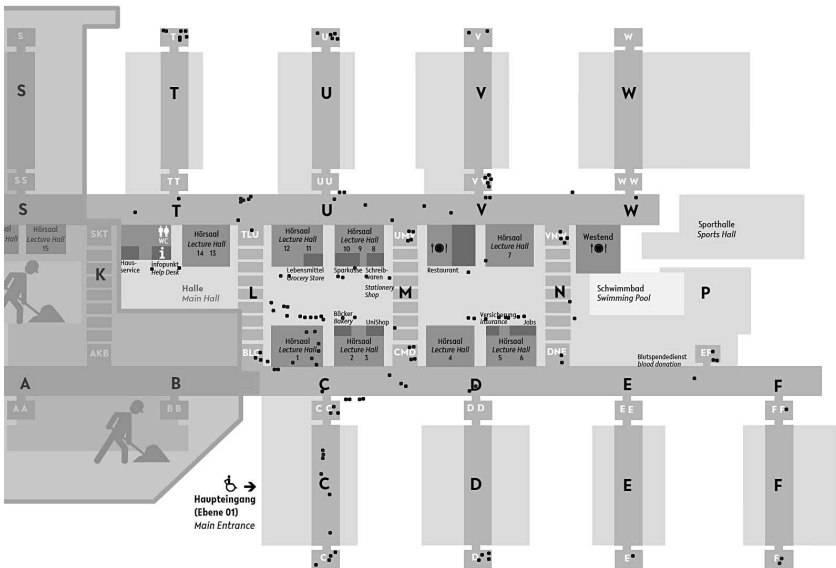 S
T
U
V
W
S
T
U
V
W
SS
TT
UU
VV
WW
S
T
U
V
W
Hall
Hörsaal
Lecture Hall
15
SKT
WC
Haus-
service
Infopunkt
Help Desk
Hörsaal
Lecture Hall
14 13
TLU
Hörsaal
Lecture Hall
12 11
Lebensmittel
Grocery Store
Hörsaal
Lecture Hall
10 9 8
Sparkasse
Schreib-
waren
Stationery
Shop
UMV
Restaurant
Hörsaal
Lecture Hall
7
VN
Westend
Sporthalle
Sports Hall
K
Halle
Main Hall
L
M
N
Schwimmbad
Swimming Pool
P
Bäcker
Bakery
UniShop
Versicherung
Insurance
Jobs
AKB
BLC
Hörsaal
Lecture Hall
1
Hörsaal
Lecture Hall
2 3
CMD
Hörsaal
Lecture Hall
4
Hörsaal
Lecture Hall
5 6
DNE
Blutspendedienst
blood donation
EP
A
B
C
D
E
F
AA
BB
CC
DD
EE
FF
Haupteingang
(Ebene 01)
Main Entrance
C
D
E
F
C
D
E
F